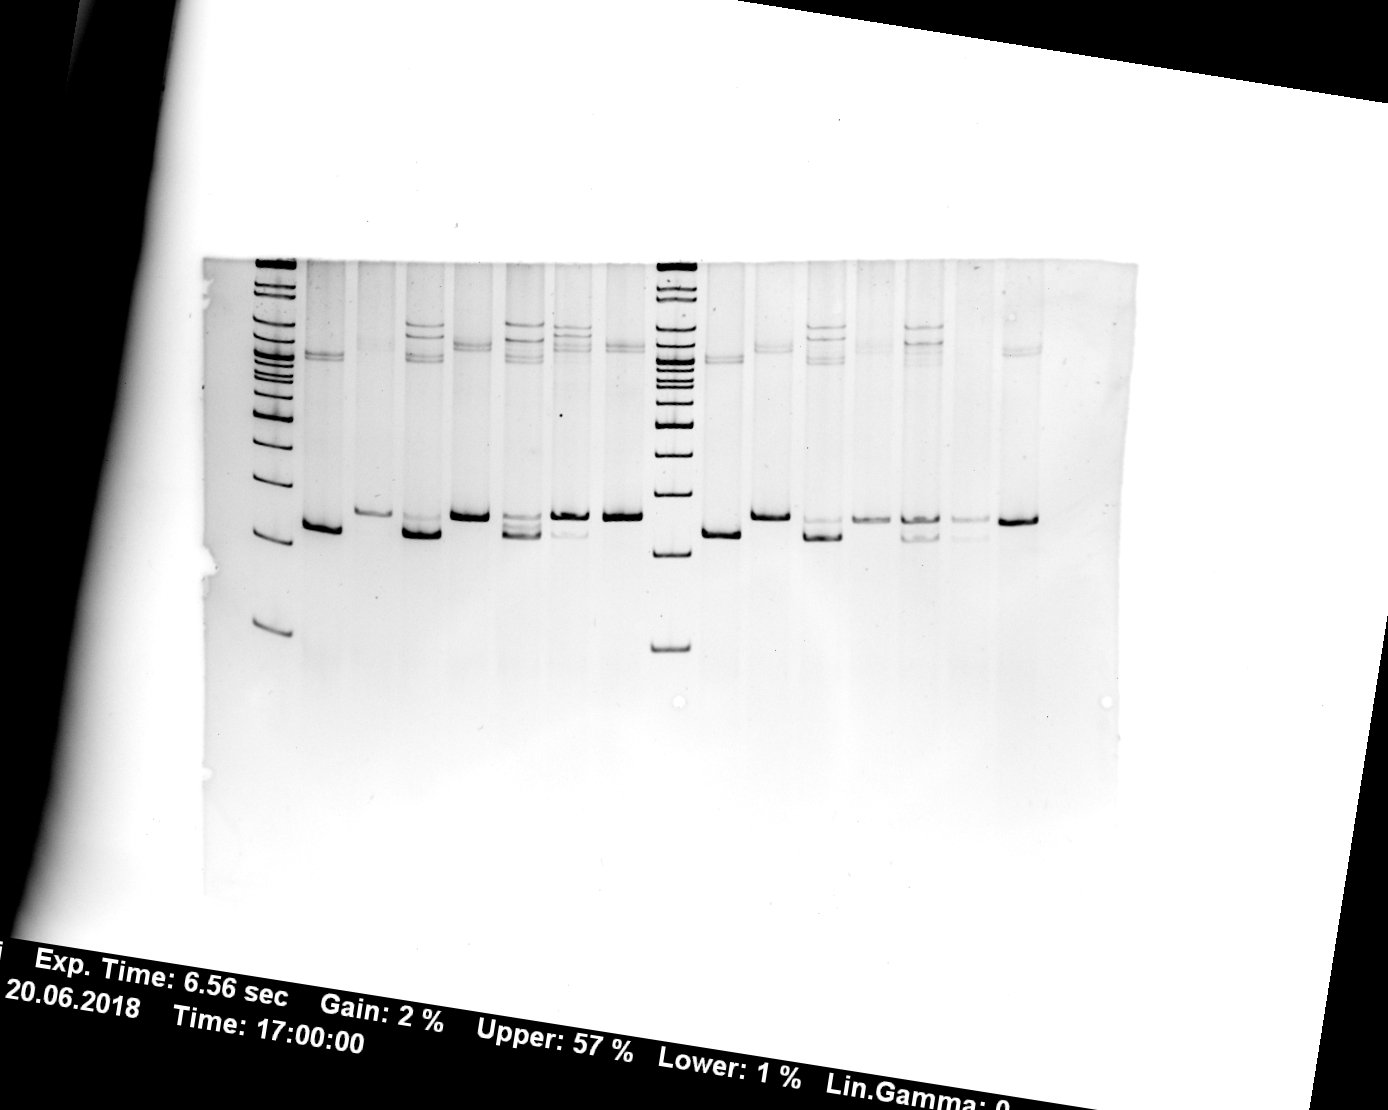 Exp. Time: 6.56 sec Gain: 2 % Upper: 57 % Lower: 1 % Lin.Gamma: 0
20.06.2018 Time: 17:00:00